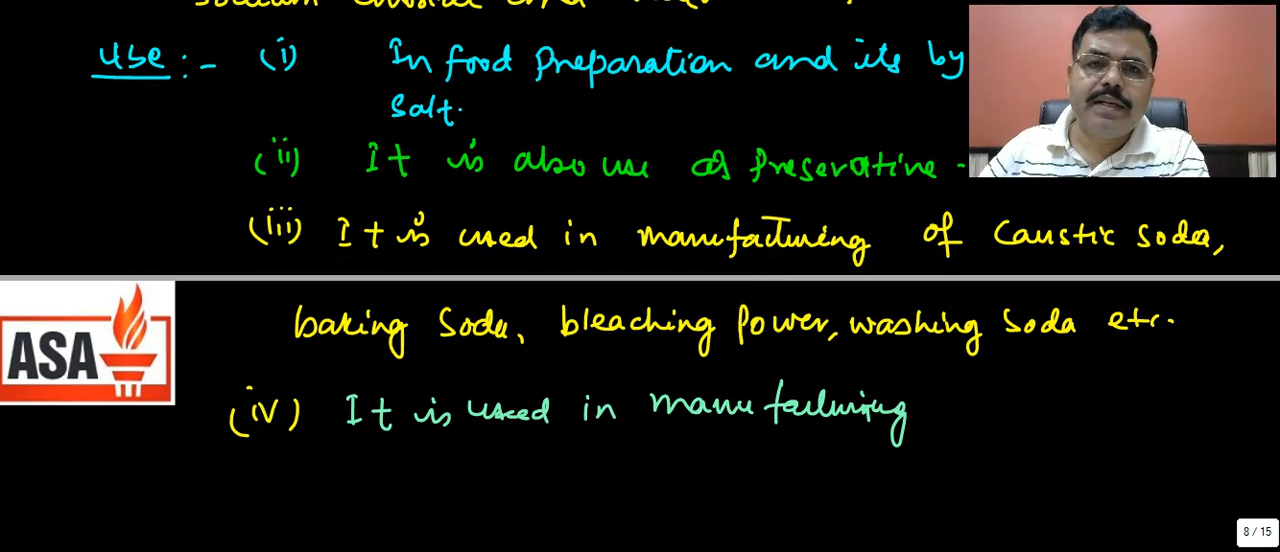 Use :- (i) In food Preparation and its by
Salt.
(ii) It is also use as Preservative -
(iii) It is used in manufacturing of Caustic Soda,
baking Soda, bleaching Power, washing Soda etc.
ASA
(iv) It is used in manufacturing
8 / 15